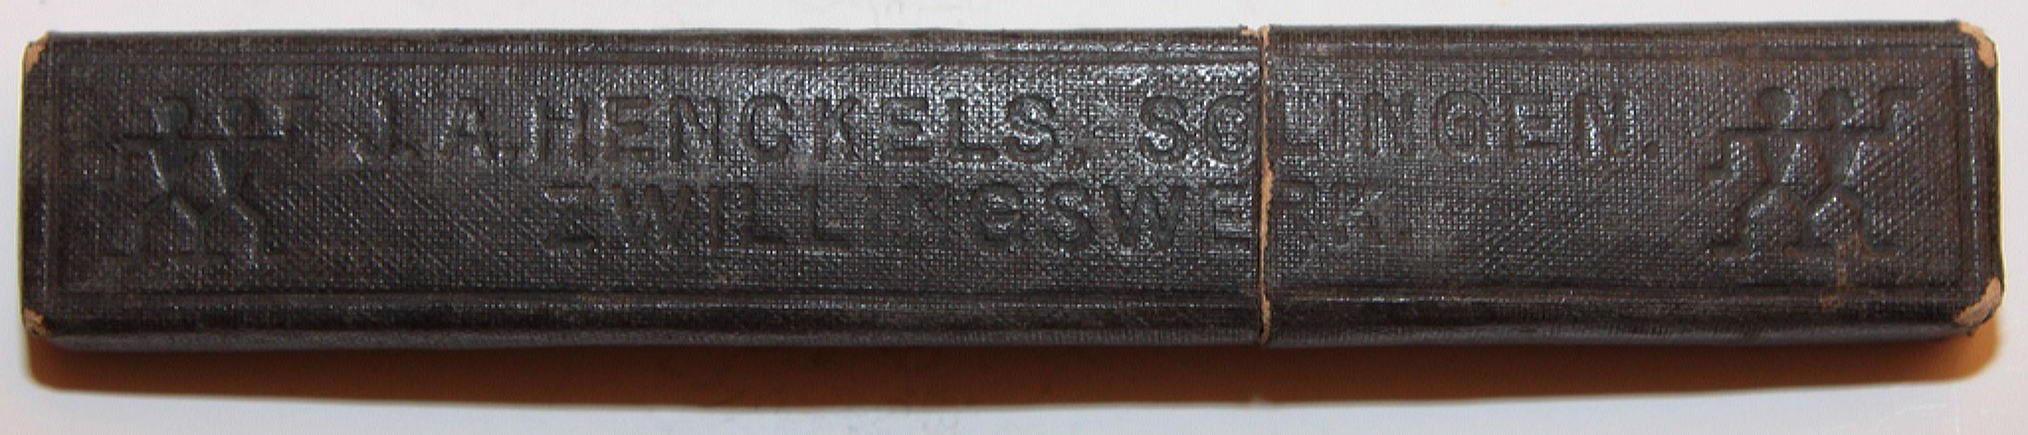 J.A.HENCKELS.- SOLINGEN.
ZWILLINGSWERK